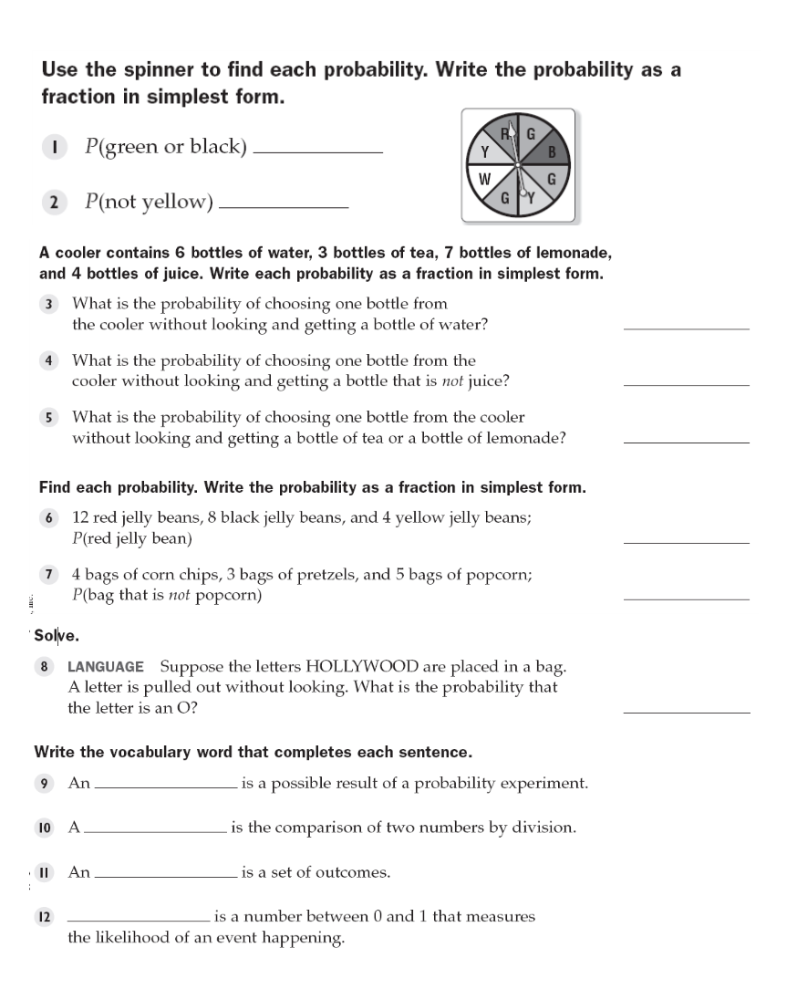 Use the spinner to find each probability. Write the probability as a
fraction in simplest form.
1 P(green or black) ____________
2 P(not yellow) ____________
R G
Y B
W G
G Y
A cooler contains 6 bottles of water, 3 bottles of tea, 7 bottles of lemonade,
and 4 bottles of juice. Write each probability as a fraction in simplest form.
3 What is the probability of choosing one bottle from
the cooler without looking and getting a bottle of water? ____________
4 What is the probability of choosing one bottle from the
cooler without looking and getting a bottle that is not juice? ____________
5 What is the probability of choosing one bottle from the cooler
without looking and getting a bottle of tea or a bottle of lemonade? ____________
Find each probability. Write the probability as a fraction in simplest form.
6 12 red jelly beans, 8 black jelly beans, and 4 yellow jelly beans;
P(red jelly bean) ____________
7 4 bags of corn chips, 3 bags of pretzels, and 5 bags of popcorn;
P(bag that is not popcorn) ____________
Solve.
8 LANGUAGE Suppose the letters HOLLYWOOD are placed in a bag.
A letter is pulled out without looking. What is the probability that
the letter is an O? ____________
Write the vocabulary word that completes each sentence.
9 An ____________ is a possible result of a probability experiment.
10 A ____________ is the comparison of two numbers by division.
11 An ____________ is a set of outcomes.
12 ____________ is a number between 0 and 1 that measures
the likelihood of an event happening.